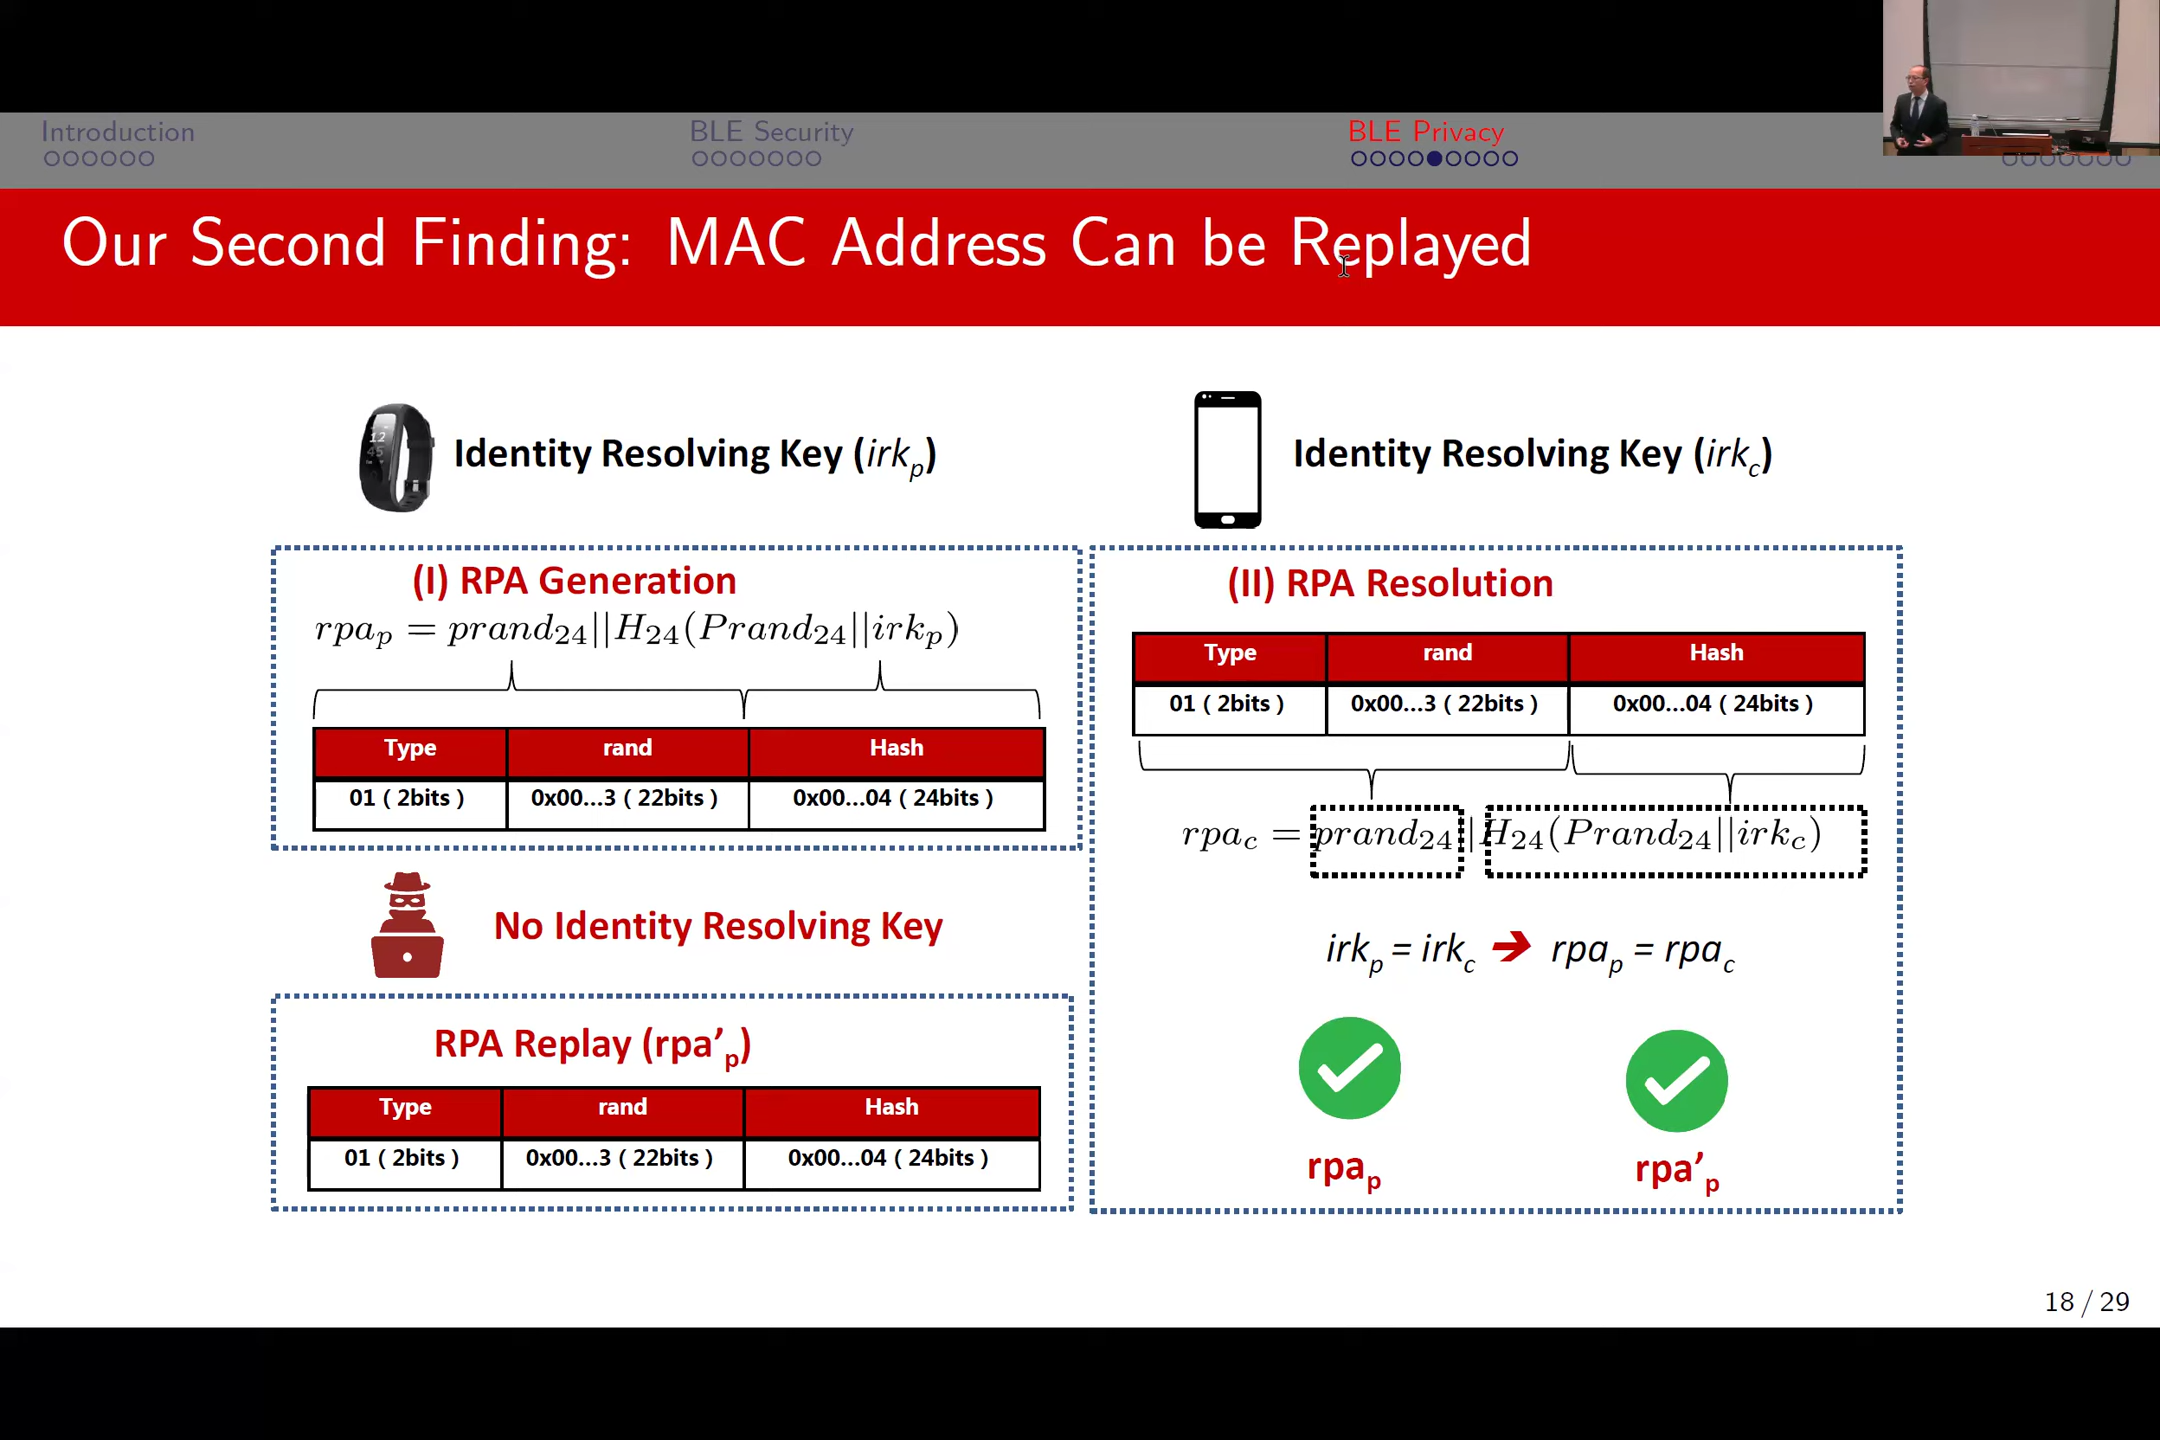 Introduction
BLE Security
BLE Privacy
Our Second Finding: MAC Address Can be Replayed
Identity Resolving Key (irkp)
Identity Resolving Key (irkc)
(I) RPA Generation
rpap = prand24||H24(Prand24||irkp)
Type rand Hash
01 ( 2bits ) 0x00...3 ( 22bits ) 0x00...04 ( 24bits )
No Identity Resolving Key
RPA Replay (rpa'p)
Type rand Hash
01 ( 2bits ) 0x00...3 ( 22bits ) 0x00...04 ( 24bits )
(II) RPA Resolution
Type rand Hash
01 ( 2bits ) 0x00...3 ( 22bits ) 0x00...04 ( 24bits )
rpac = prand24||H24(Prand24||irkc)
irkp = irkc ➔ rpap = rpac
rpap
rpa'p
18 / 29